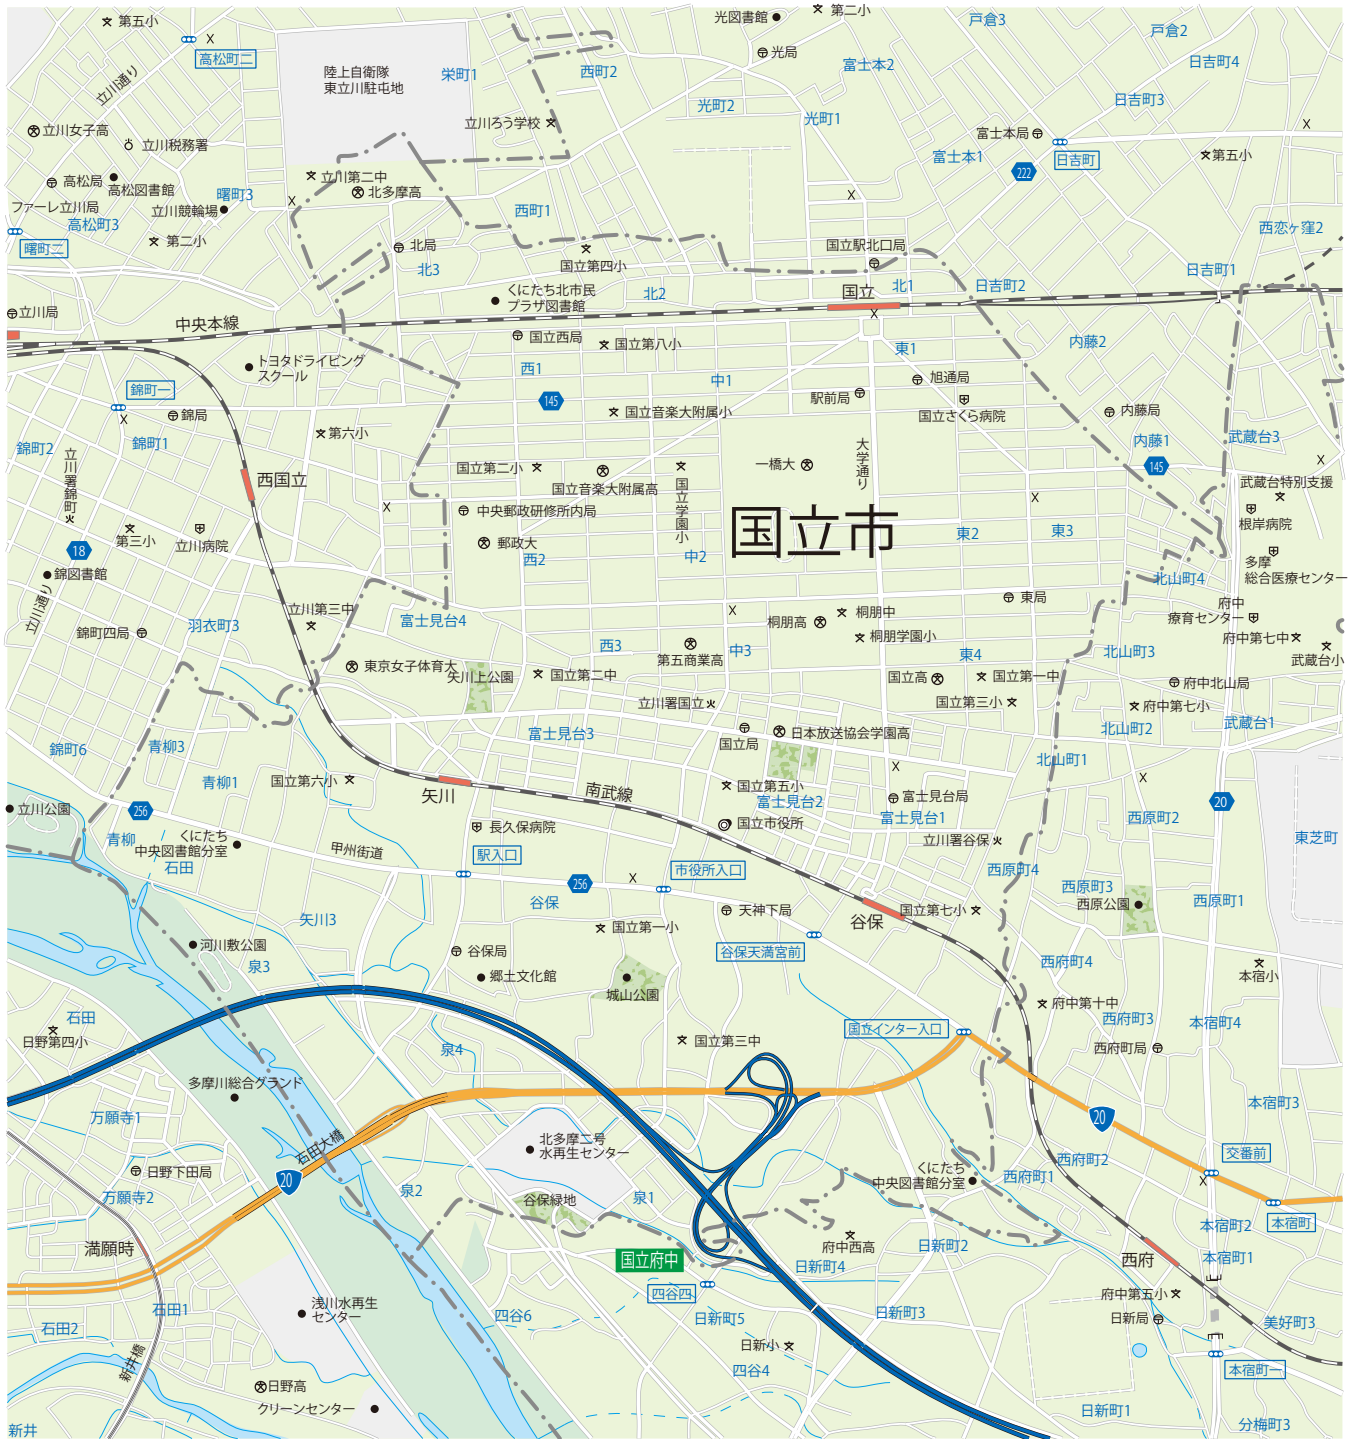 第五小
光図書館
第二小
戸倉3
戸倉2
高松町二
光局
陸上自衛隊
東立川駐屯地
栄町1
西町2
富士本2
日吉町4
立川通り
光町2
日吉町3
光町1
立川女子高
立川ろう学校
富士本局
立川税務署
富士本1
日吉町
第五小
222
高松局
高松図書館
立川第二中
北多摩高
曙町3
ファーレ立川局
立川競輪場
西町1
高松町3
西恋ヶ窪2
曙町二
第二小
北局
国立第四小
国立駅北口局
北3
日吉町1
くにたち北市民
プラザ図書館
北2
国立
北1
日吉町2
立川局
中央本線
国立西局
国立第八小
東1
内藤2
トヨタドライビング
スクール
西1
中1
旭通局
錦町一
145
駅前局
国立さくら病院
内藤局
錦局
国立音楽大附属小
第六小
錦町2
錦町1
内藤1
武蔵台3
立川署錦町
大学通り
国立第二小
一橋大
145
西国立
国立音楽大附属高
国立学園小
武蔵台特別支援
中央郵政研修所内局
国立市
根岸病院
第三小
立川病院
東2
東3
18
郵政大
西2
中2
多摩
総合医療センター
錦図書館
北山町4
立川通り
立川第三中
東局
府中
療育センター
羽衣町3
富士見台4
桐朋高
桐朋中
錦町四局
桐朋学園小
府中第七中
西3
第五商業高
中3
東4
北山町3
武蔵台小
東京女子体育大
矢川上公園
国立第二中
国立高
国立第一中
府中北山局
立川署国立
国立第三小
府中第七小
錦町6
青柳3
富士見台3
国立局
日本放送協会学園高
北山町2
武蔵台1
北山町1
青柳1
国立第六小
矢川
南武線
国立第五小
富士見台2
富士見台局
立川公園
256
富士見台1
西原町2
20
青柳
くにたち
中央図書館分室
長久保病院
国立市役所
立川署谷保
東芝町
石田
甲州街道
駅入口
市役所入口
西原町4
256
西原町3
西原公園
西原町1
矢川3
谷保
天神下局
谷保
国立第七小
国立第一小
河川敷公園
谷保局
谷保天満宮前
泉3
郷土文化館
城山公園
西府町4
本宿小
石田
日野第四小
府中第十中
西府町3
本宿町4
国立インター入口
泉4
国立第三中
西府町局
多摩川総合グランド
万願寺1
本宿町3
20
石田大橋
北多摩二号
水再生センター
交番前
日野下田局
20
くにたち
中央図書館分室
西府町2
西府町1
万願寺2
泉2
谷保緑地
泉1
本宿町
本宿町2
満願時
国立府中
府中西高
日新町2
西府
本宿町1
日新町4
四谷四
石田1
浅川水再生
センター
四谷6
日新町5
日新町3
府中第五小
日新局
美好町3
石田2
日新小
新井橋
四谷4
本宿町一
日野高
クリーンセンター
日新町1
新井
分梅町3